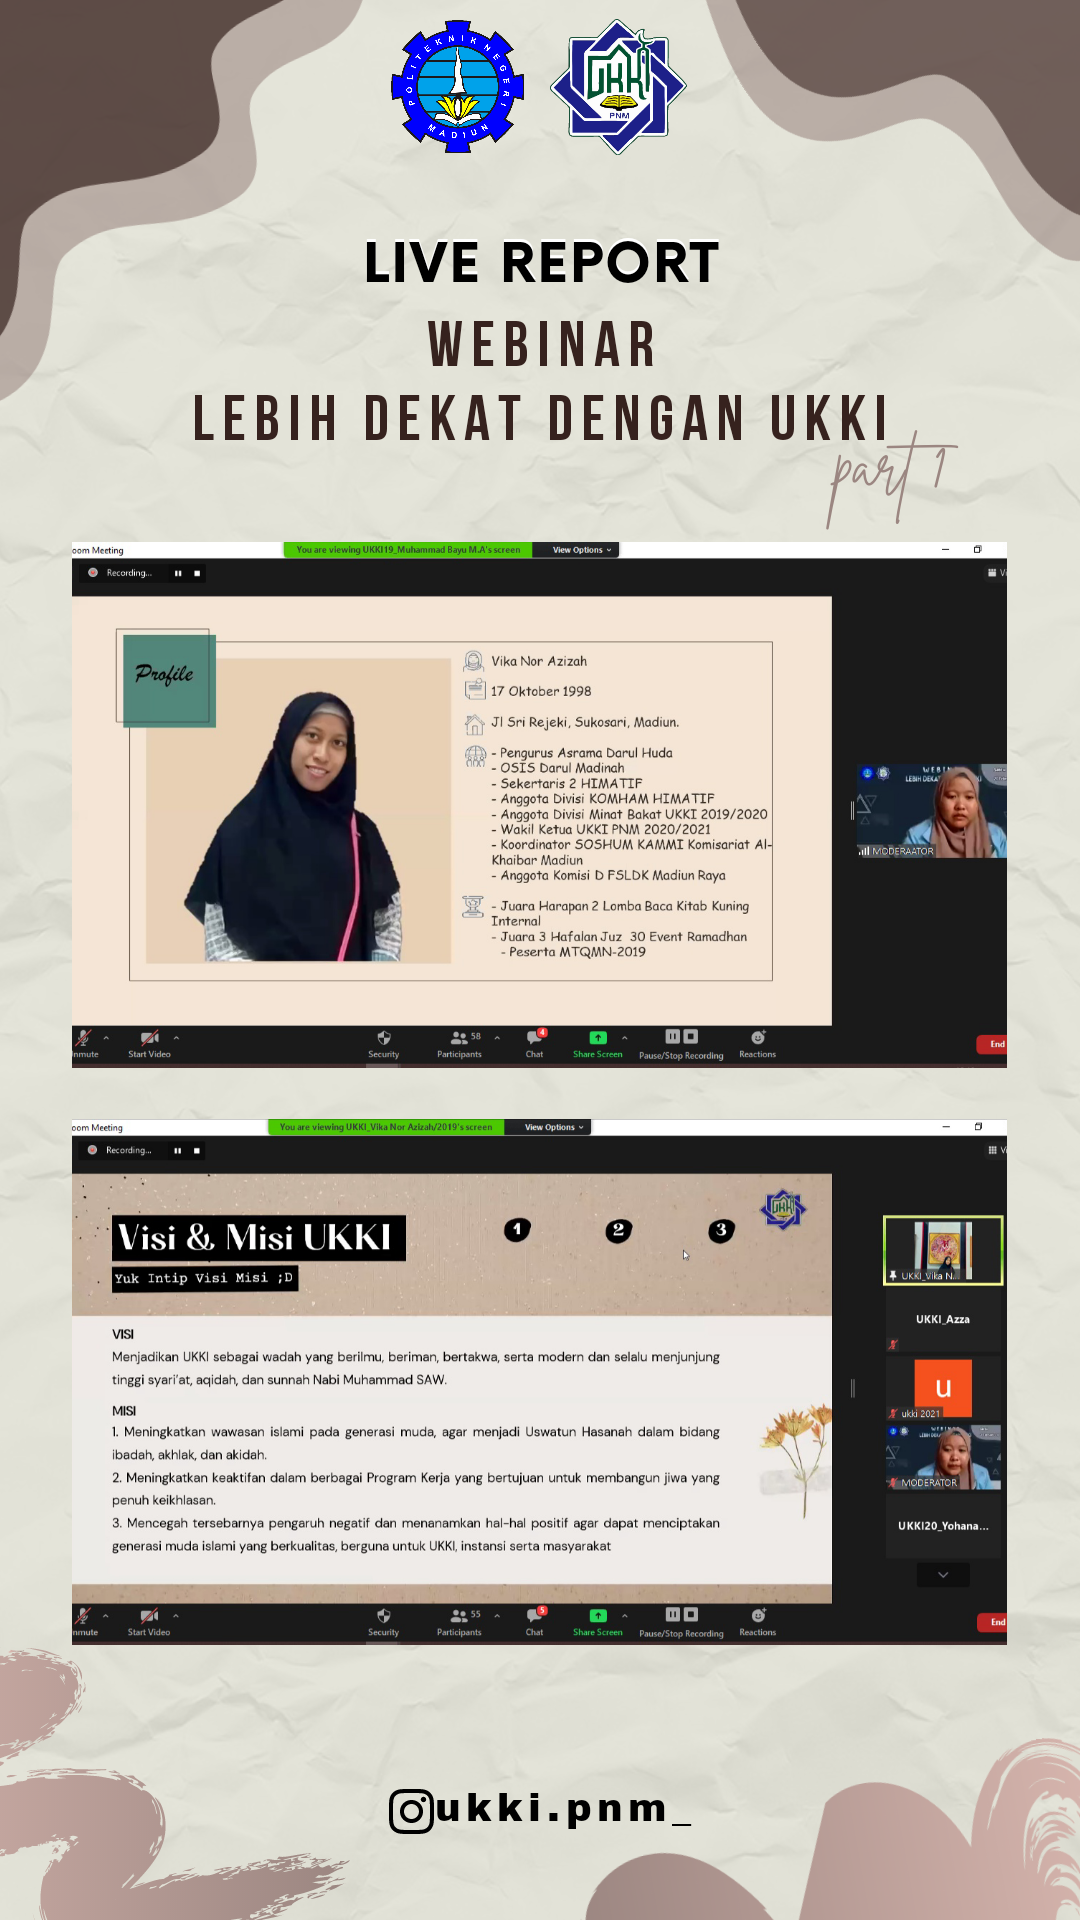 POLITEKNIK NEGERI
MADIUN
UKKI
PNM
LIVE REPORT
WEBINAR
LEBIH DEKAT DENGAN UKKI
part 1
oom Meeting
You are viewing UKKI19_Muhammad Bayu M.A's screen
View Options
Recording...
Vi
Profile
Vika Nor Azizah
17 Oktober 1998
Jl Sri Rejeki, Sukosari, Madiun.
- Pengurus Asrama Darul Huda
- OSIS Darul Madinah
- Sekertaris 2 HIMATIF
- Anggota Divisi KOMHAM HIMATIF
- Anggota Divisi Minat Bakat UKKI 2019/2020
- Wakil Ketua UKKI PNM 2020/2021
- Koordinator SOSHUM KAMMI Komisariat Al-
Khaibar Madiun
- Anggota Komisi D FSLDK Madiun Raya
- Juara Harapan 2 Lomba Baca Kitab Kuning
Internal
- Juara 3 Hafalan Juz 30 Event Ramadhan
- Peserta MTQMN-2019
WEBIN
LEBIH DEKA
MODERAATOR
nmute
Start Video
Security
58
Participants
4
Chat
Share Screen
Pause/Stop Recording
Reactions
End
oom Meeting
You are viewing UKKI_Vika Nor Azizah/2019's screen
View Options
Recording...
Vi
Visi & Misi UKKI
Yuk Intip Visi Misi ;D
1 2 3
UKKI
VISI
Menjadikan UKKI sebagai wadah yang berilmu, beriman, bertakwa, serta modern dan selalu menjunjung
tinggi syari'at, aqidah, dan sunnah Nabi Muhammad SAW.
MISI
1. Meningkatkan wawasan islami pada generasi muda, agar menjadi Uswatun Hasanah dalam bidang
ibadah, akhlak, dan akidah.
2. Meningkatkan keaktifan dalam berbagai Program Kerja yang bertujuan untuk membangun jiwa yang
penuh keikhlasan.
3. Mencegah tersebarnya pengaruh negatif dan menanamkan hal-hal positif agar dapat menciptakan
generasi muda islami yang berkualitas, berguna untuk UKKI, instansi serta masyarakat
UKKI_Vika N...
UKKI_Azza
u
ukki 2021
MODERATOR
UKKI20_Yohana...
nmute
Start Video
Security
55
Participants
5
Chat
Share Screen
Pause/Stop Recording
Reactions
End
ukki.pnm_